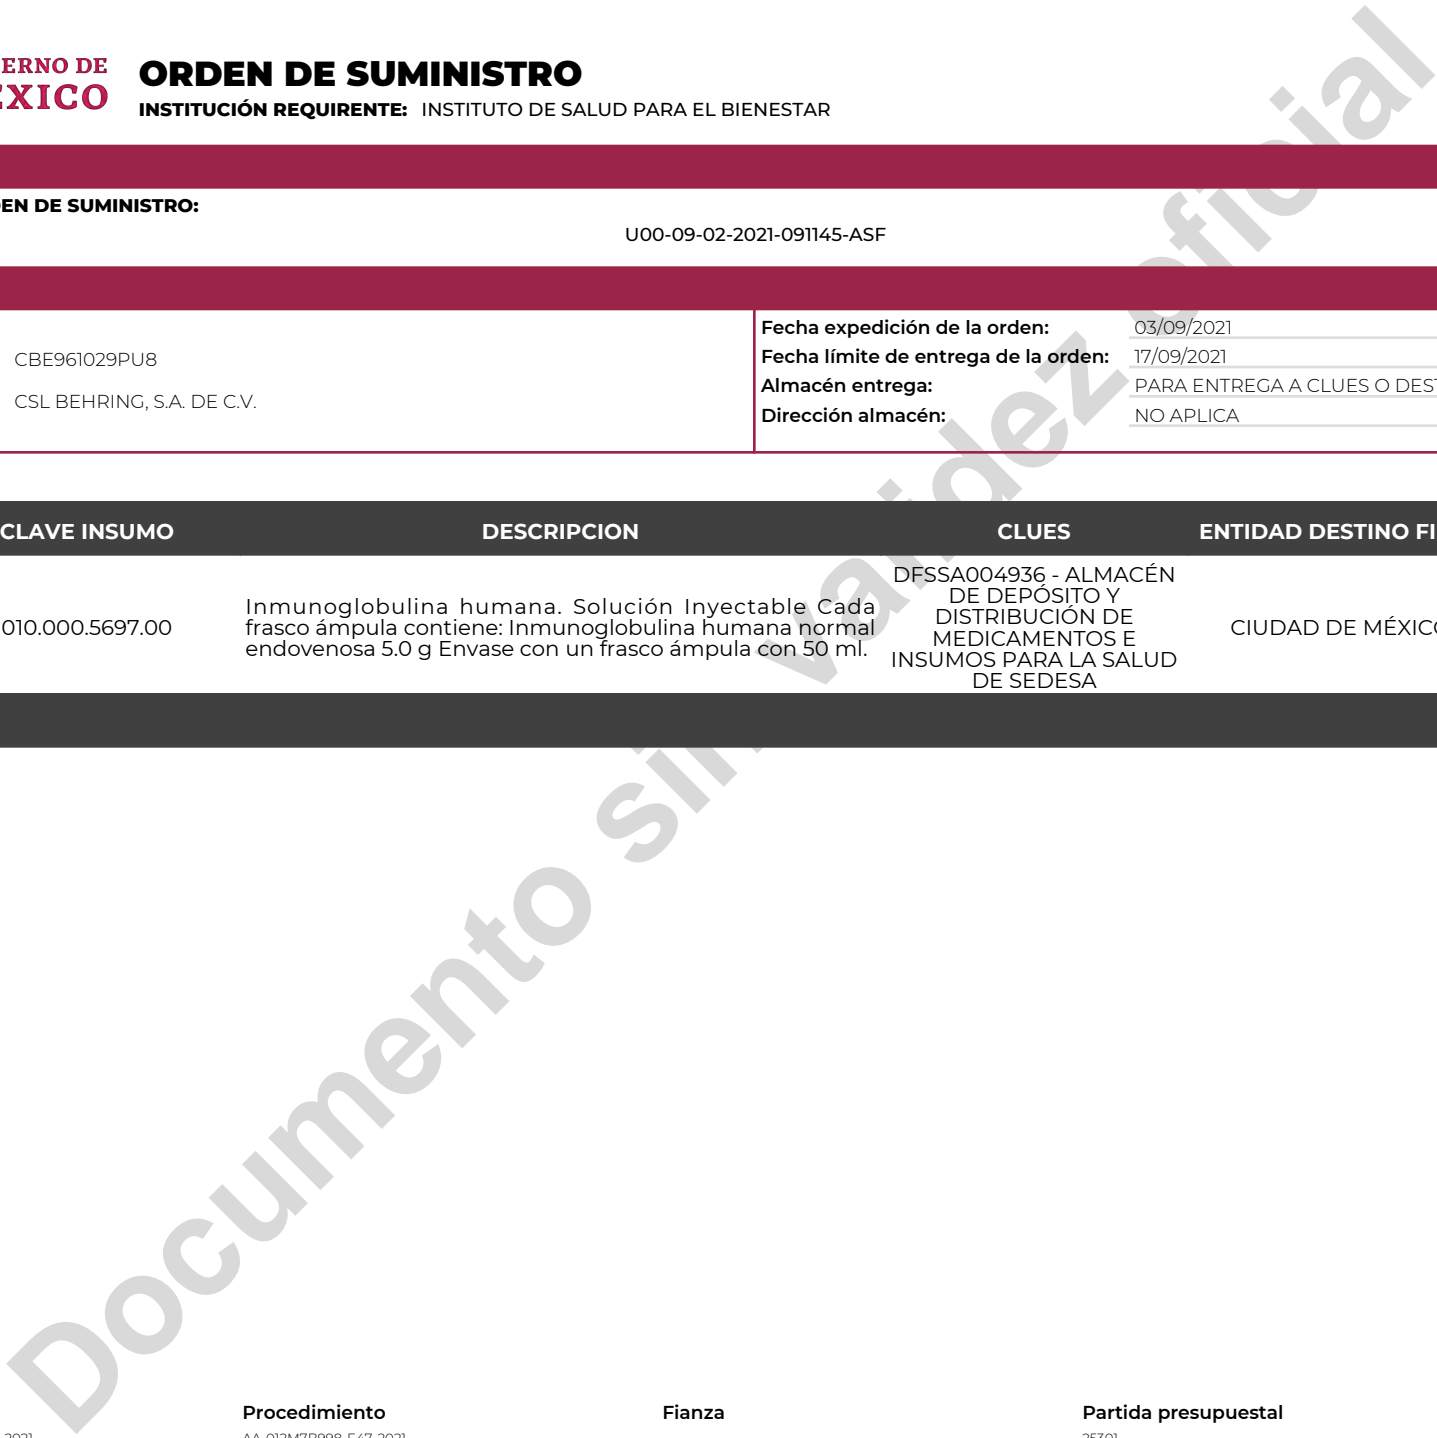 ERNO DE
ÉXICO
ORDEN DE SUMINISTRO
INSTITUCIÓN REQUIRENTE: INSTITUTO DE SALUD PARA EL BIENESTAR
EN DE SUMINISTRO:
U00-09-02-2021-091145-ASF
CBE961029PU8
CSL BEHRING, S.A. DE C.V.
Fecha expedición de la orden: 03/09/2021
Fecha límite de entrega de la orden: 17/09/2021
Almacén entrega: PARA ENTREGA A CLUES O DEST
Dirección almacén: NO APLICA
CLAVE INSUMO DESCRIPCION CLUES ENTIDAD DESTINO FI
010.000.5697.00
Inmunoglobulina humana. Solución Inyectable Cada
frasco ámpula contiene: Inmunoglobulina humana normal
endovenosa 5.0 g Envase con un frasco ámpula con 50 ml.
DFSSA004936 - ALMACÉN
DE DEPÓSITO Y
DISTRIBUCIÓN DE
MEDICAMENTOS E
INSUMOS PARA LA SALUD
DE SEDESA
CIUDAD DE MÉXICO
Documento sin validez oficial
Procedimiento Fianza Partida presupuestal